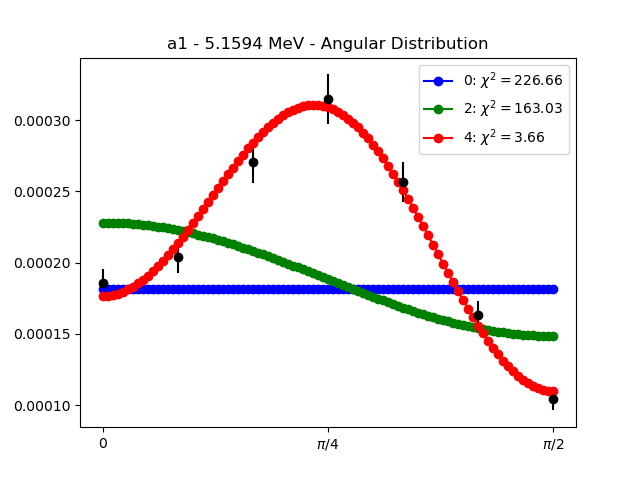 a1 - 5.1594 MeV - Angular Distribution
0: χ² = 226.66
2: χ² = 163.03
4: χ² = 3.66
0.00030
0.00025
0.00020
0.00015
0.00010
0
π/4
π/2